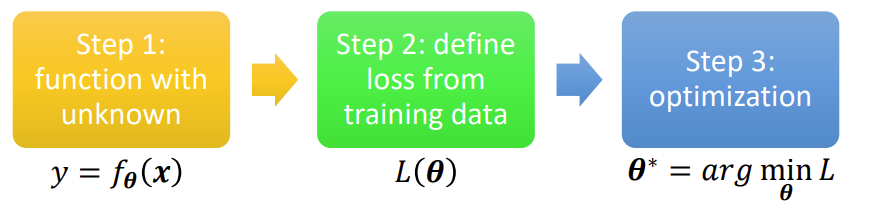 Step 1:
function with
unknown
Step 2: define
loss from
training data
Step 3:
optimization
y = f_θ(x)
L(θ)
θ* = arg min_θ L